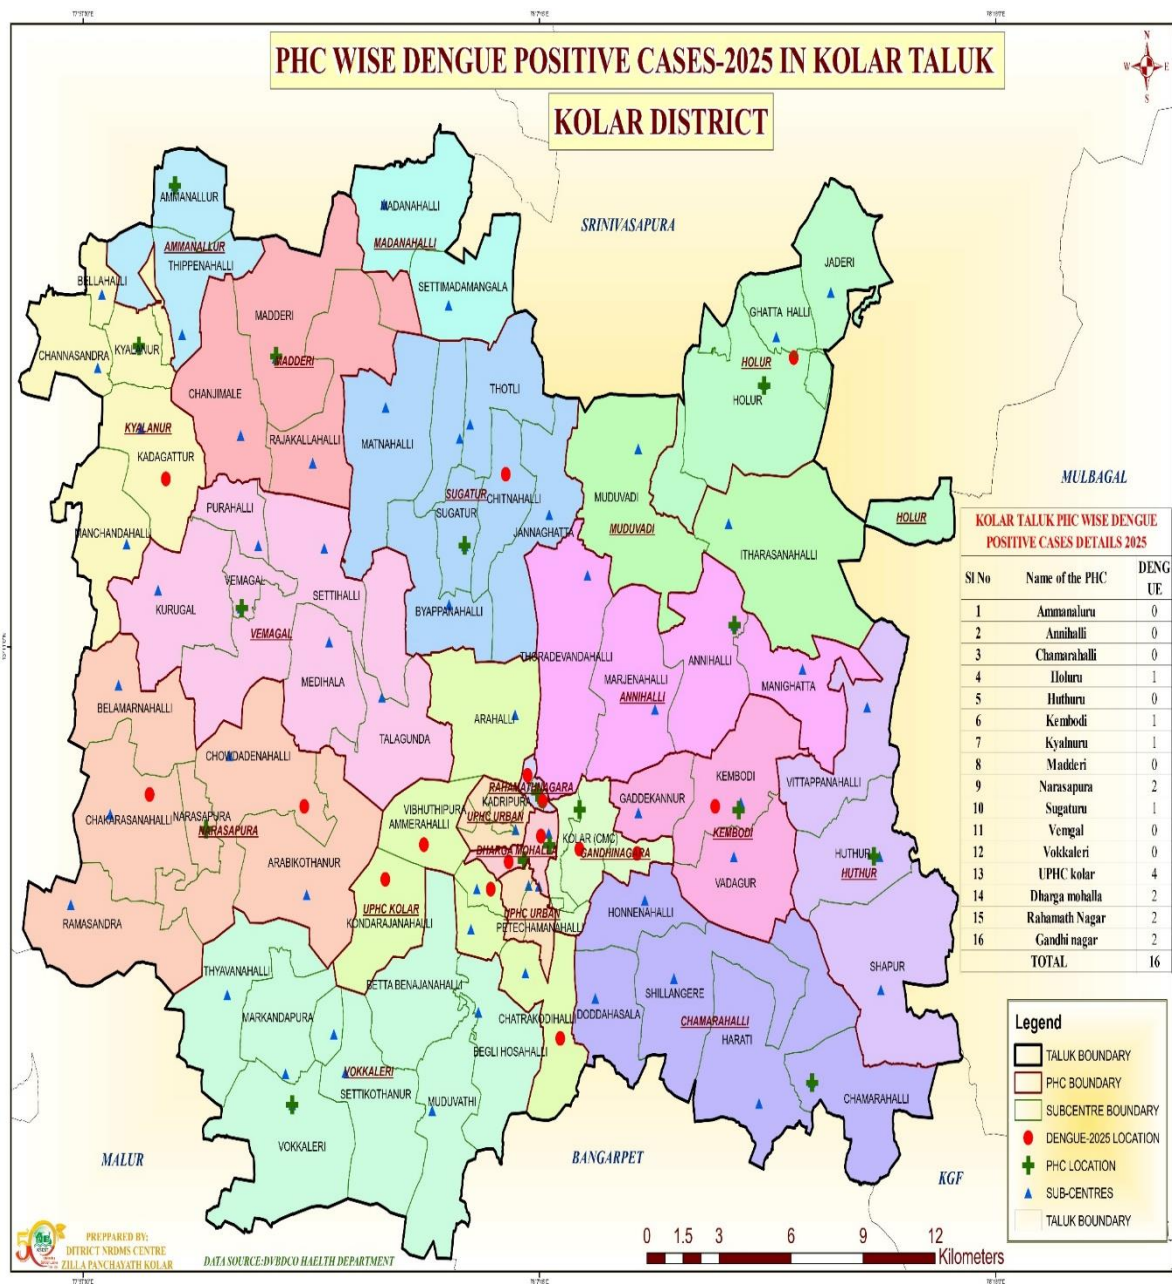 PHC WISE DENGUE POSITIVE CASES-2025 IN KOLAR TALUK
KOLAR DISTRICT
N
W E
S
AMMANALLUR
AMMANALLUR
THIPPENAHALLI
BELLAHALLI
KYALANUR
CHANNASANDRA
MADANAHALLI
MADANAHALLI
SETTIMADAMANGALA
SRINIVASAPURA
JADERI
GHATTA HALLI
HOLUR
HOLUR
MADDERI
MADDERI
CHANJIMALE
RAJAKALLAHALLI
THOTLI
MATNAHALLI
SUGATUR
SUGATUR
CHITNAHALLI
JANNAGHATTA
BYAPPANAHALLI
KYALANUR
KADAGATTUR
MANCHANDAHALLI
MUDUVADI
MUDUVADI
ITHARASANAHALLI
MULBAGAL
HOLUR
PURAHALLI
VEMAGAL
SETTIHALLI
KURUGAL
VEMAGAL
MEDIHALA
TALAGUNDA
THORADEVANDAHALLI
MARJENAHALLI
ANNIHALLI
ANNIHALLI
MANIGHATTA
BELAMARNAHALLI
CHOWDADENAHALLI
CHAKARASANAHALLI
NARASAPURA
NARASAPURA
ARABIKOTHANUR
RAMASANDRA
ARAHALLI
RAHAMATHNAGARA
KADRIPURA
UPHC URBAN
VIBHUTHIPURA
AMMERAHALLI
DHARGA MOHALLA
KOLAR (CMC)
GANDHINAGARA
GADDEKANNUR
KEMBODI
KEMBODI
VADAGUR
VITTAPPANAHALLI
HUTHUR
HUTHUR
SHAPUR
UPHC KOLAR
KONDARAJANAHALLI
UPHC URBAN
PETECHAMANAHALLI
HONNENAHALLI
THYAVANAHALLI
MARKANDAPURA
BETTA BENAJANAHALLI
CHATRAKODIHALLI
BEGLI HOSAHALLI
VOKKALERI
SETTIKOTHANUR
MUDUVATHI
VOKKALERI
DODDAHASALA
SHILLANGERE
CHAMARAHALLI
HARATI
CHAMARAHALLI
MALUR
BANGARPET
KGF
KOLAR TALUK PHC WISE DENGUE
POSITIVE CASES DETAILS 2025
Sl No Name of the PHC DENG
UE
1 Ammanaluru 0
2 Annihalli 0
3 Chamarahalli 0
4 Holuru 1
5 Huthuru 0
6 Kembodi 1
7 Kyalnuru 1
8 Madderi 0
9 Narasapura 2
10 Sugaturu 1
11 Vemgal 0
12 Vokkaleri 0
13 UPHC kolar 4
14 Dharga mohalla 2
15 Rahamath Nagar 2
16 Gandhi nagar 2
TOTAL 16
Legend
TALUK BOUNDARY
PHC BOUNDARY
SUBCENTRE BOUNDARY
DENGUE-2025 LOCATION
PHC LOCATION
SUB-CENTRES
TALUK BOUNDARY
0 1.5 3 6 9 12
Kilometers
PREPPARED BY:
DITRICT NRDMS CENTRE
ZILLA PANCHAYATH KOLAR
DATA SOURCE:DVBDCO HAELTH DEPARTMENT